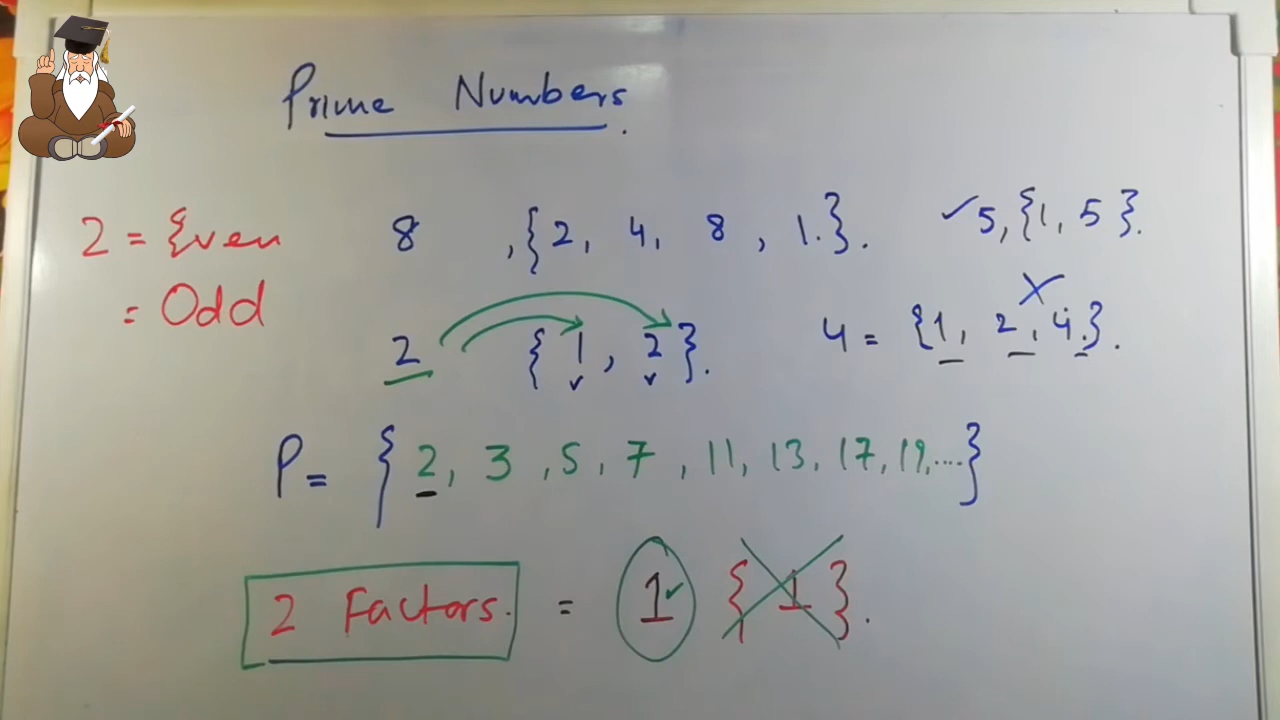 Prime Numbers.
2 = Even
= Odd
8 , {2, 4, 8, 1.}.
✓5, {1, 5}.
2 {1, 2}.
4 = {1, 2, 4.}.
P = {2, 3, 5, 7, 11, 13, 17, 19, ....}
2 Factors. = 1 {1}.